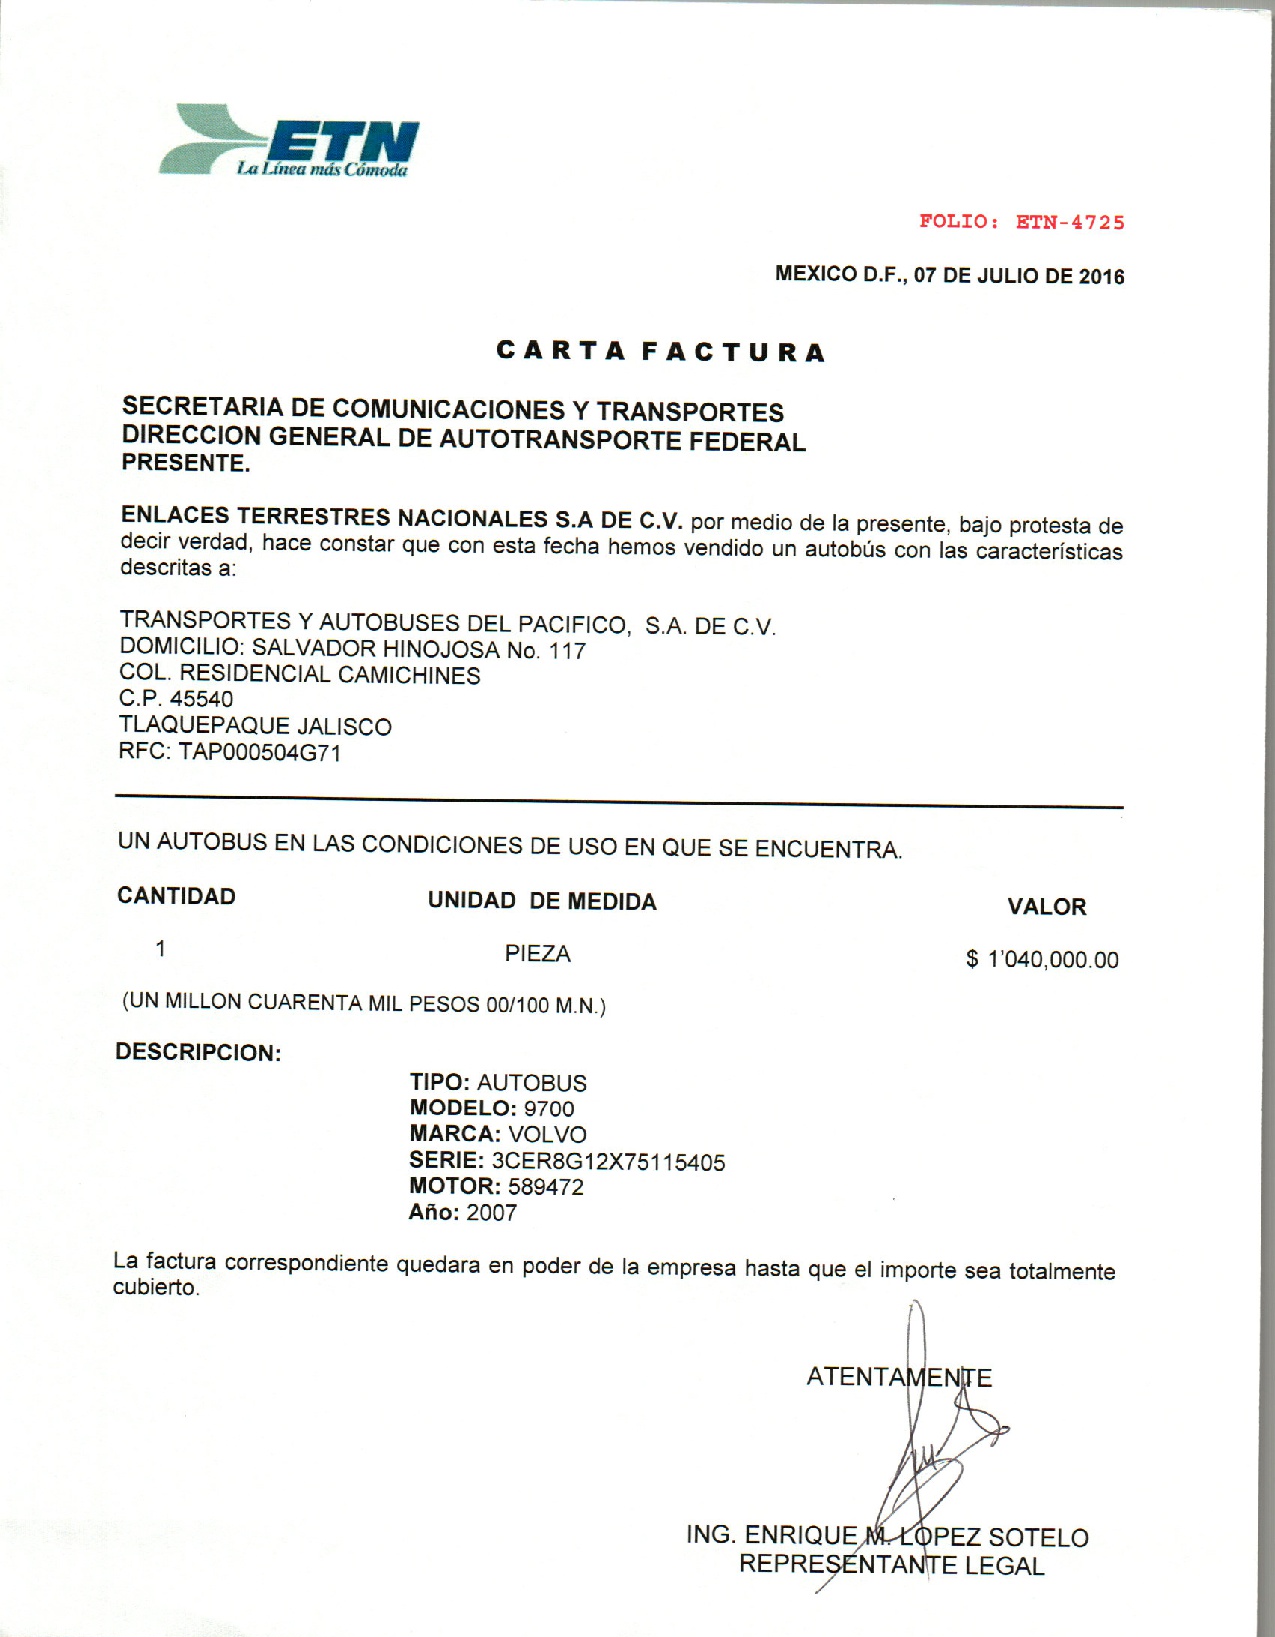 ETN
La Línea más Cómoda
FOLIO: ETN-4725
MEXICO D.F., 07 DE JULIO DE 2016
CARTA FACTURA
SECRETARIA DE COMUNICACIONES Y TRANSPORTES
DIRECCION GENERAL DE AUTOTRANSPORTE FEDERAL
PRESENTE.
ENLACES TERRESTRES NACIONALES S.A DE C.V. por medio de la presente, bajo protesta de
decir verdad, hace constar que con esta fecha hemos vendido un autobús con las características
descritas a:
TRANSPORTES Y AUTOBUSES DEL PACIFICO, S.A. DE C.V.
DOMICILIO: SALVADOR HINOJOSA No. 117
COL. RESIDENCIAL CAMICHINES
C.P. 45540
TLAQUEPAQUE JALISCO
RFC: TAP000504G71
UN AUTOBUS EN LAS CONDICIONES DE USO EN QUE SE ENCUENTRA.
CANTIDAD UNIDAD DE MEDIDA VALOR
1 PIEZA $ 1'040,000.00
(UN MILLON CUARENTA MIL PESOS 00/100 M.N.)
DESCRIPCION:
TIPO: AUTOBUS
MODELO: 9700
MARCA: VOLVO
SERIE: 3CER8G12X75115405
MOTOR: 589472
Año: 2007
La factura correspondiente quedara en poder de la empresa hasta que el importe sea totalmente
cubierto.
ATENTAMENTE
ING. ENRIQUE M. LOPEZ SOTELO
REPRESENTANTE LEGAL